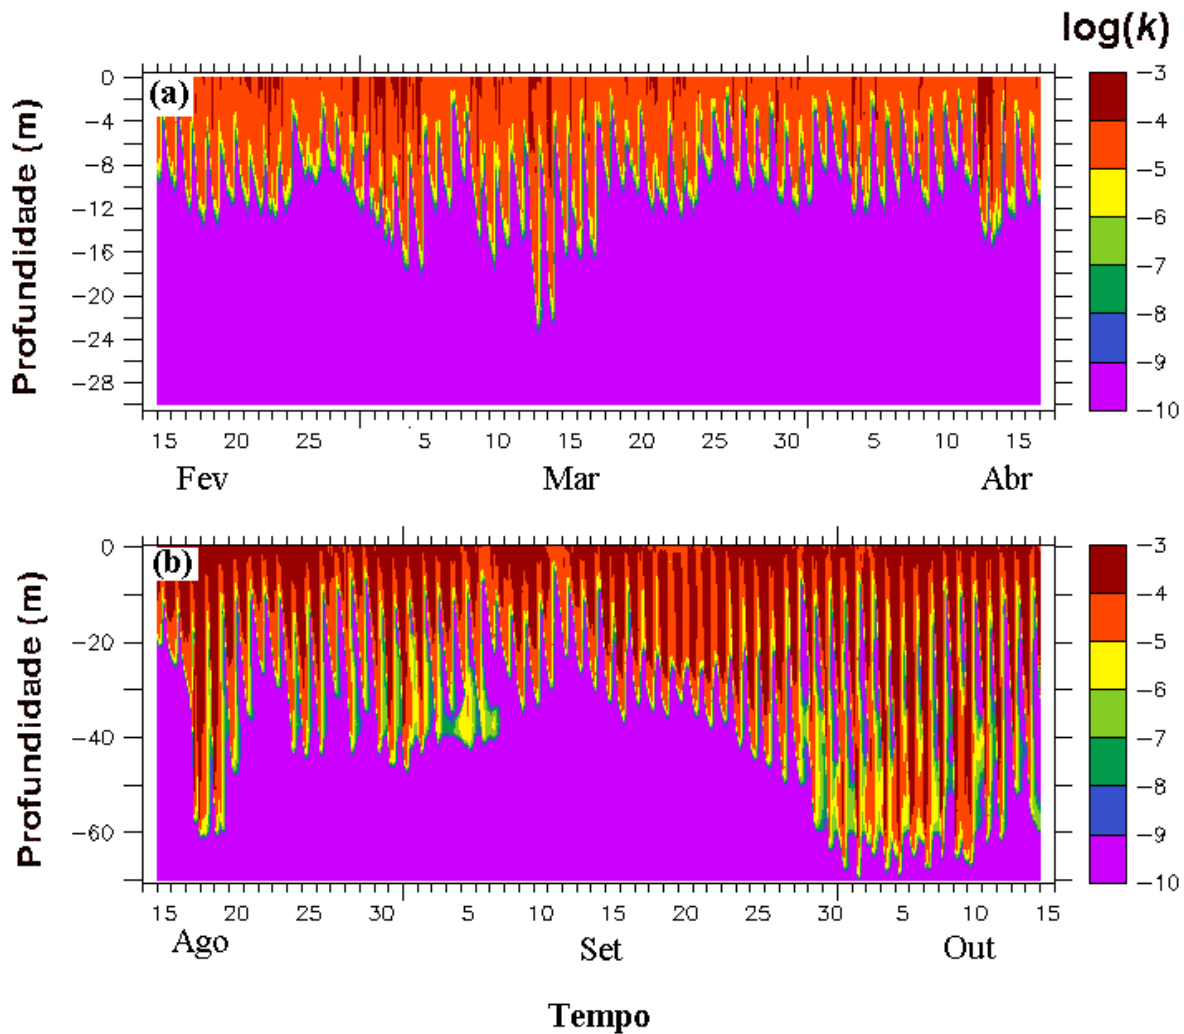 log(k)
(a)
Profundidade (m)
0
−4
−8
−12
−16
−20
−24
−28
−3
−4
−5
−6
−7
−8
−9
−10
15 20 25 5 10 15 20 25 30 5 10 15
Fev Mar Abr
(b)
Profundidade (m)
0
−20
−40
−60
−3
−4
−5
−6
−7
−8
−9
−10
15 20 25 30 5 10 15 20 25 30 5 10 15
Ago Set Out
Tempo